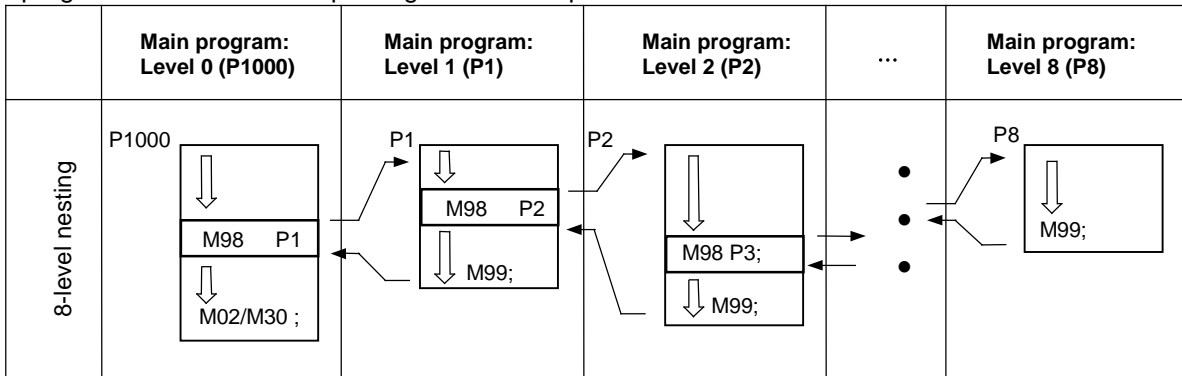 Main program:
Level 0 (P1000)
Main program:
Level 1 (P1)
Main program:
Level 2 (P2)
...
Main program:
Level 8 (P8)
8-level nesting
P1000
M98 P1
M02/M30 ;
P1
M98 P2
M99;
P2
M98 P3;
M99;
P8
M99;